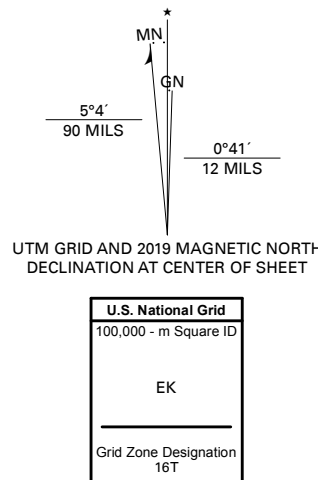 ★
MN
GN
5°4´
90 MILS
0°41´
12 MILS
UTM GRID AND 2019 MAGNETIC NORTH
DECLINATION AT CENTER OF SHEET
U.S. National Grid
100,000 - m Square ID
EK
Grid Zone Designation
16T